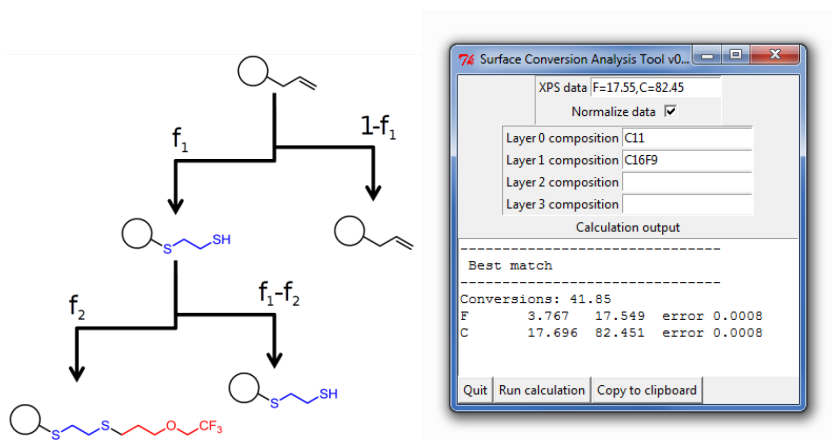 f1
1-f1
S
SH
f2
f1-f2
S
SH
S
S
O
CF3
7k Surface Conversion Analysis Tool v0...
XPS data F=17.55,C=82.45
Normalize data
Layer 0 composition C11
Layer 1 composition C16F9
Layer 2 composition
Layer 3 composition
Calculation output
------------------------------
Best match
------------------------------
Conversions: 41.85
F 3.767 17.549 error 0.0008
C 17.696 82.451 error 0.0008
Quit Run calculation Copy to clipboard